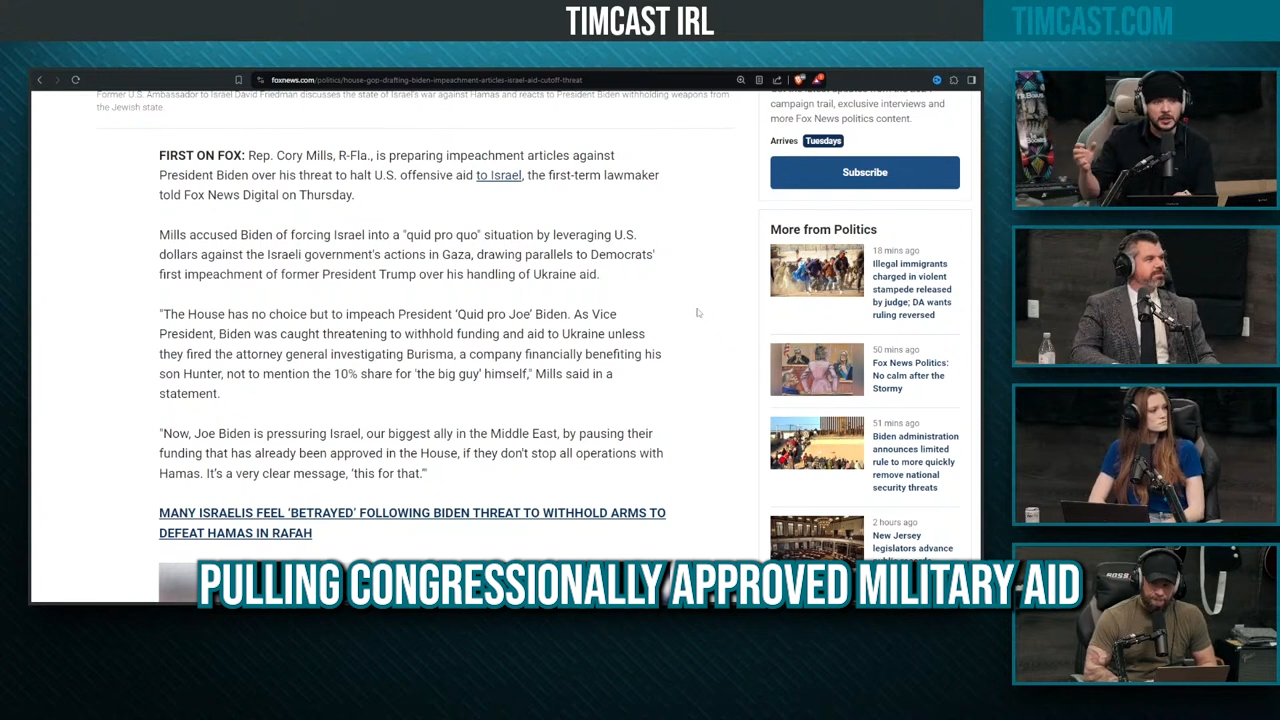 TIMCAST IRL
TIMCAST.COM
foxnews.com/politics/house-gop-drafting-biden-impeachment-articles-israel-aid-cutoff-threat
Former U.S. Ambassador to Israel David Friedman discusses the state of Israel's war against Hamas and reacts to President Biden withholding weapons from
the Jewish state.
FIRST ON FOX: Rep. Cory Mills, R-Fla., is preparing impeachment articles against
President Biden over his threat to halt U.S. offensive aid to Israel, the first-term lawmaker
told Fox News Digital on Thursday.
Mills accused Biden of forcing Israel into a "quid pro quo" situation by leveraging U.S.
dollars against the Israeli government's actions in Gaza, drawing parallels to Democrats'
first impeachment of former President Trump over his handling of Ukraine aid.
"The House has no choice but to impeach President ‘Quid pro Joe’ Biden. As Vice
President, Biden was caught threatening to withhold funding and aid to Ukraine unless
they fired the attorney general investigating Burisma, a company financially benefiting his
son Hunter, not to mention the 10% share for ‘the big guy’ himself," Mills said in a
statement.
"Now, Joe Biden is pressuring Israel, our biggest ally in the Middle East, by pausing their
funding that has already been approved in the House, if they don't stop all operations with
Hamas. It's a very clear message, ‘this for that.’"
MANY ISRAELIS FEEL ‘BETRAYED’ FOLLOWING BIDEN THREAT TO WITHHOLD ARMS TO
DEFEAT HAMAS IN RAFAH
campaign trail, exclusive interviews and
more Fox News politics content.
Arrives Tuesdays
Subscribe
More from Politics
18 mins ago
Illegal immigrants
charged in violent
stampede released
by judge; DA wants
ruling reversed
50 mins ago
Fox News Politics:
No calm after the
Stormy
51 mins ago
Biden administration
announces limited
rule to more quickly
remove national
security threats
2 hours ago
New Jersey
legislators advance
PULLING CONGRESSIONALLY APPROVED MILITARY AID